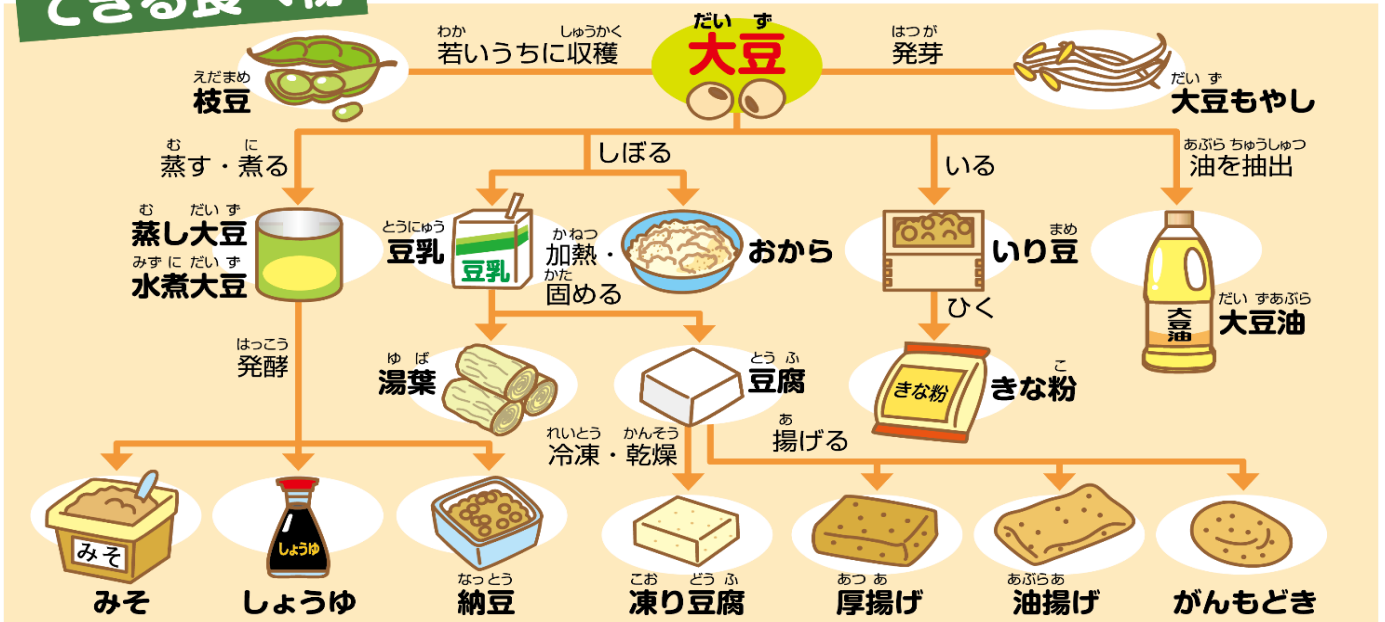 できる食べ物
だいず
大豆
わか しゅうかく
若いうちに収穫
はつが
発芽
えだまめ
枝豆
だいず
大豆もやし
む に
蒸す・煮る
しぼる
いる
あぶら ちゅうしゅつ
油を抽出
む だいず
蒸し大豆
みずに だいず
水煮大豆
とうにゅう
豆乳
豆乳
かねつ
加熱・
かた
固める
おから
いり豆
まめ
ひく
大豆油
だいずあぶら
大豆油
はっこう
発酵
ゆば
湯葉
とうふ
豆腐
きな粉
こ
きな粉
れいとう かんそう
冷凍・乾燥
あ
揚げる
みそ
みそ
しょうゆ
しょうゆ
なっとう
納豆
こお どうふ
凍り豆腐
あつあ
厚揚げ
あぶらあ
油揚げ
がんもどき